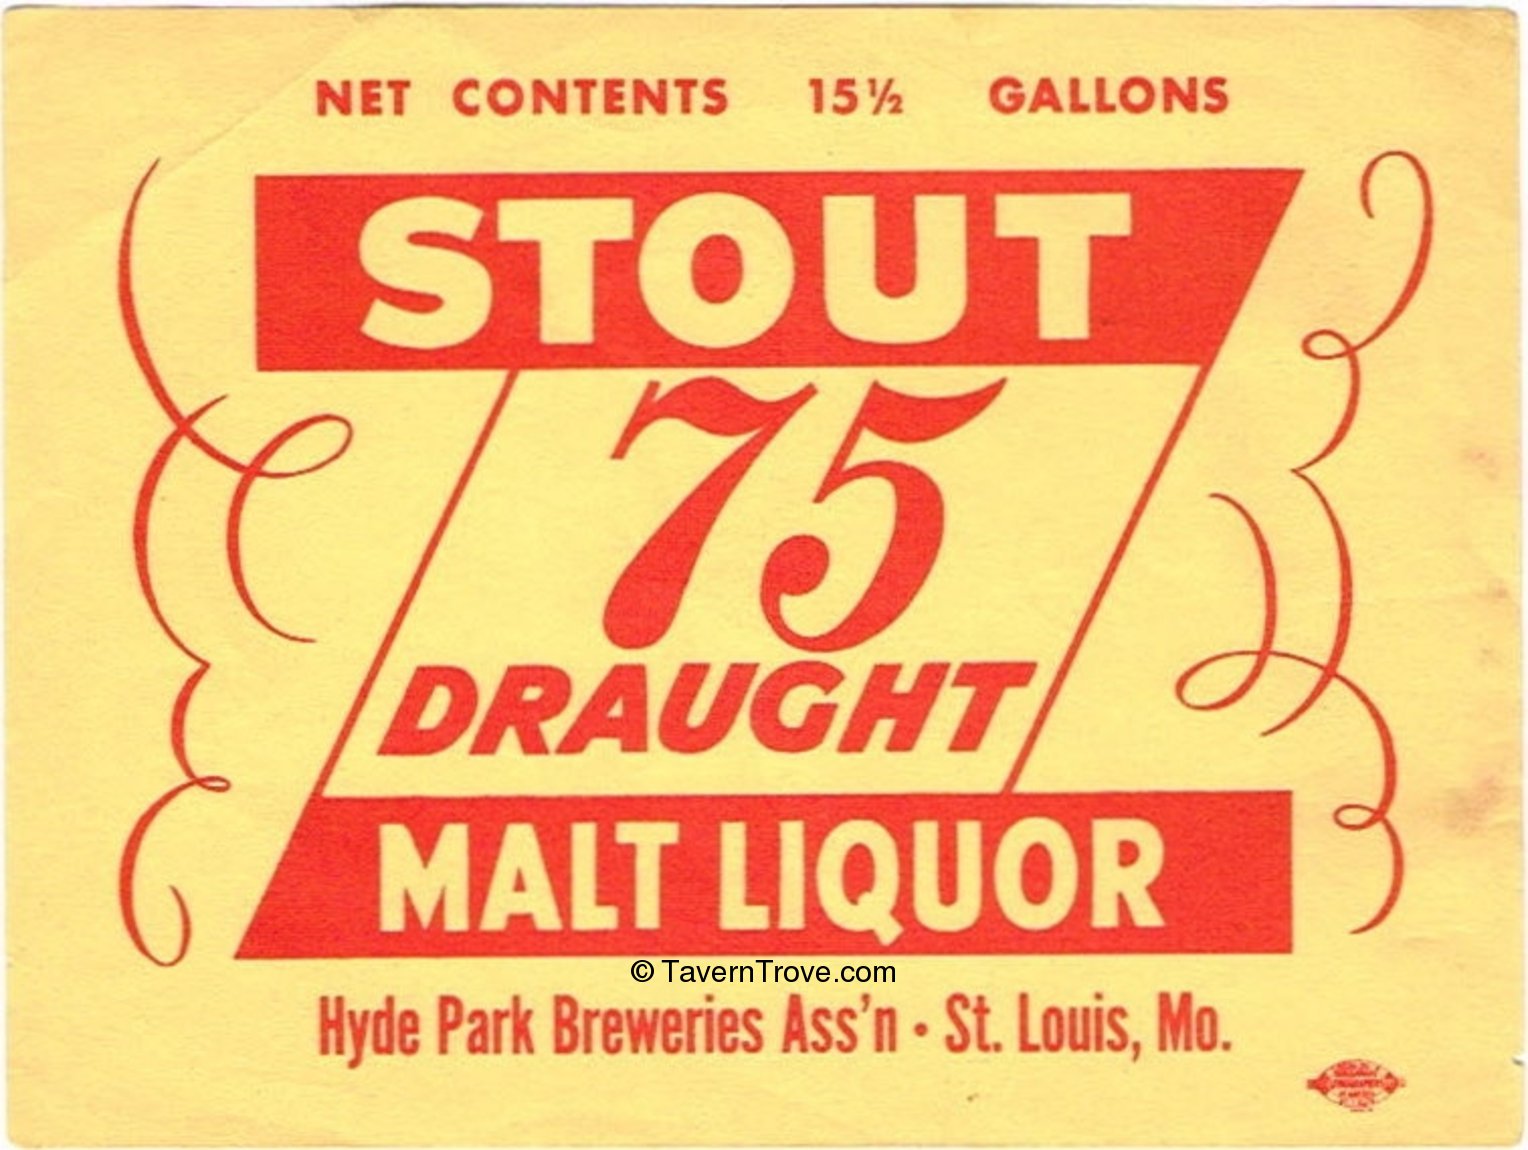 NET CONTENTS 15½ GALLONS
STOUT
75
DRAUGHT
MALT LIQUOR
© TavernTrove.com
Hyde Park Breweries Ass'n • St. Louis, Mo.